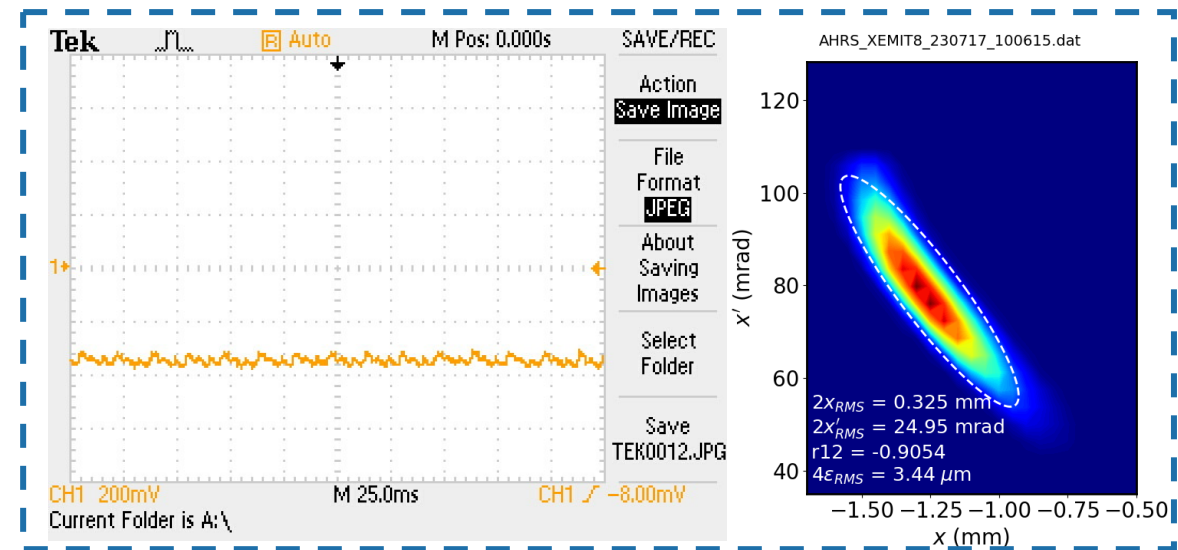 Tek
R Auto
M Pos: 0.000s
SAVE/REC
Action
Save Image
File
Format
JPEG
About
Saving
Images
Select
Folder
Save
TEK0012.JPG
1
CH1 200mV
M 25.0ms
CH1 -8.00mV
Current Folder is A:\
AHRS_XEMIT8_230717_100615.dat
x′ (mrad)
120
100
80
60
40
2x_RMS = 0.325 mm
2x′_RMS = 24.95 mrad
r12 = -0.9054
4ε_RMS = 3.44 μm
−1.50 −1.25 −1.00 −0.75 −0.50
x (mm)